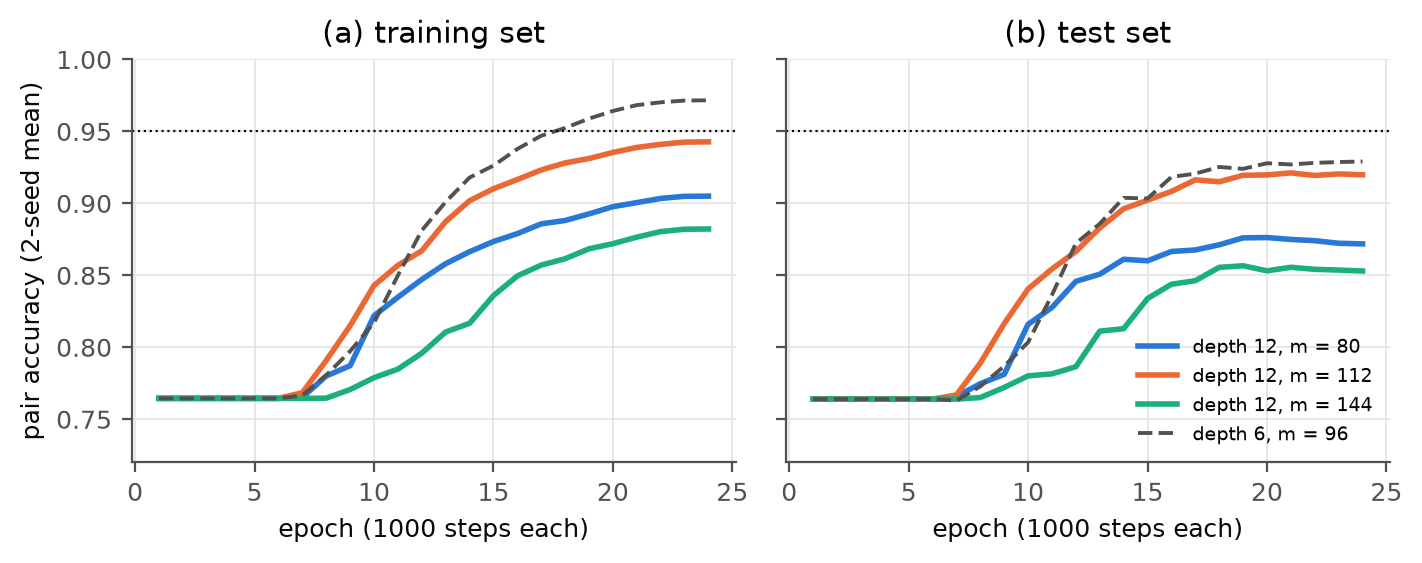 (a) training set
(b) test set
pair accuracy (2-seed mean)
1.00
0.95
0.90
0.85
0.80
0.75
0 5 10 15 20 25
epoch (1000 steps each)
depth 12, m = 80
depth 12, m = 112
depth 12, m = 144
depth 6, m = 96
0 5 10 15 20 25
epoch (1000 steps each)